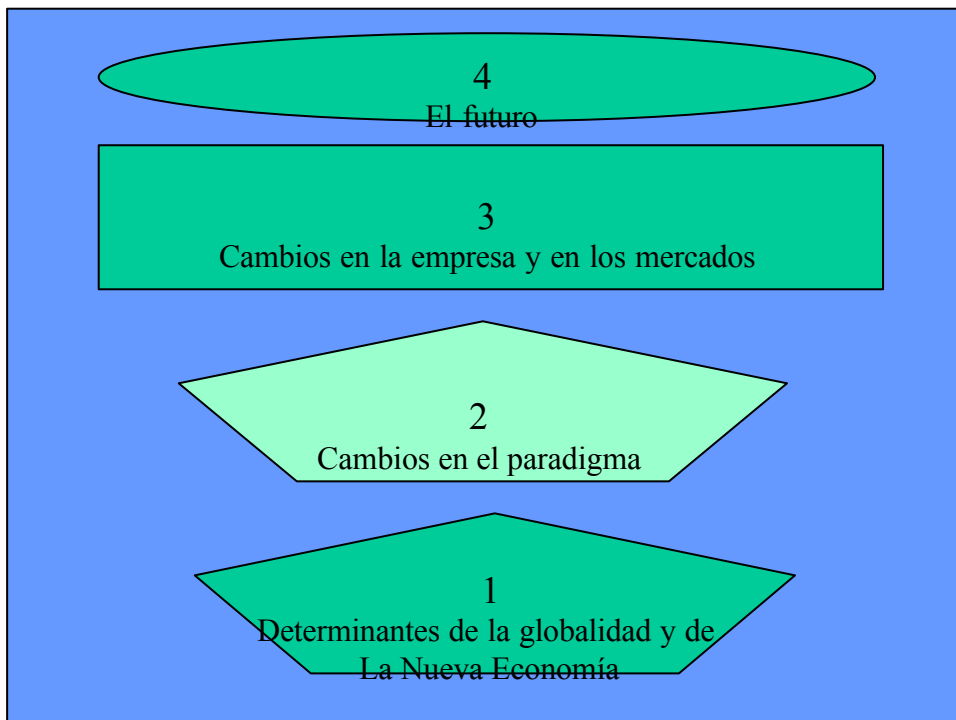 4
El futuro
3
Cambios en la empresa y en los mercados
2
Cambios en el paradigma
1
Determinantes de la globalidad y de
La Nueva Economía